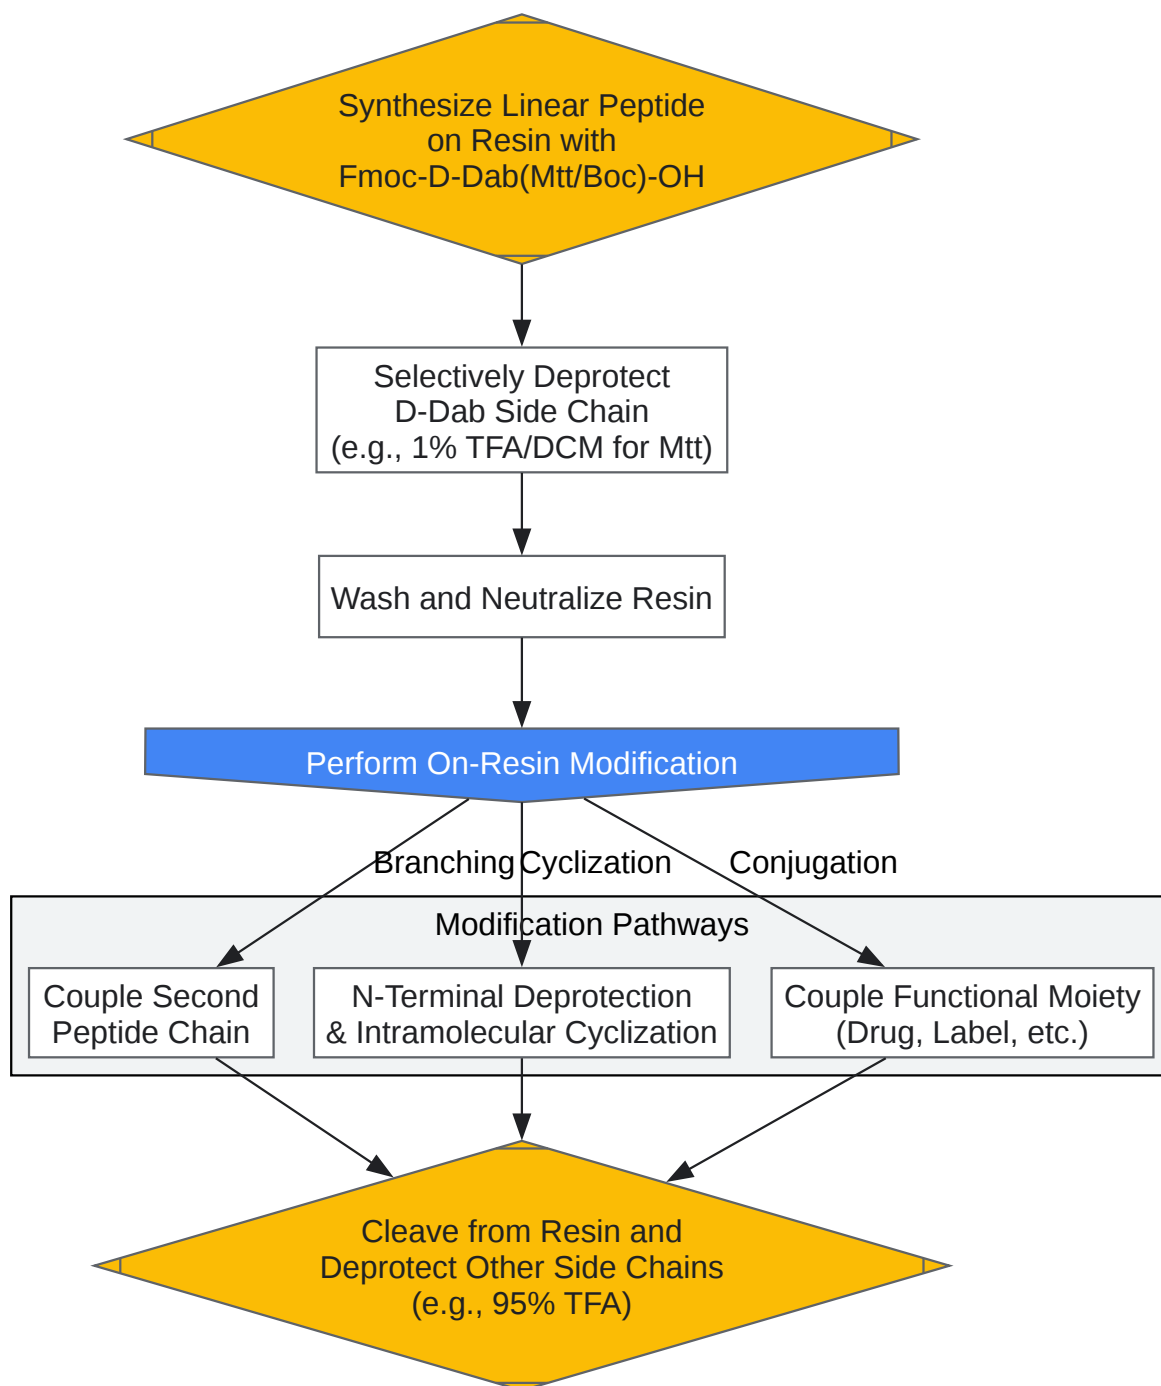 Synthesize Linear Peptide
on Resin with
Fmoc-D-Dab(Mtt/Boc)-OH
Selectively Deprotect
D-Dab Side Chain
(e.g., 1% TFA/DCM for Mtt)
Wash and Neutralize Resin
Perform On-Resin Modification
Branching
Cyclization
Conjugation
Modification Pathways
Couple Second
Peptide Chain
N-Terminal Deprotection
& Intramolecular Cyclization
Couple Functional Moiety
(Drug, Label, etc.)
Cleave from Resin and
Deprotect Other Side Chains
(e.g., 95% TFA)